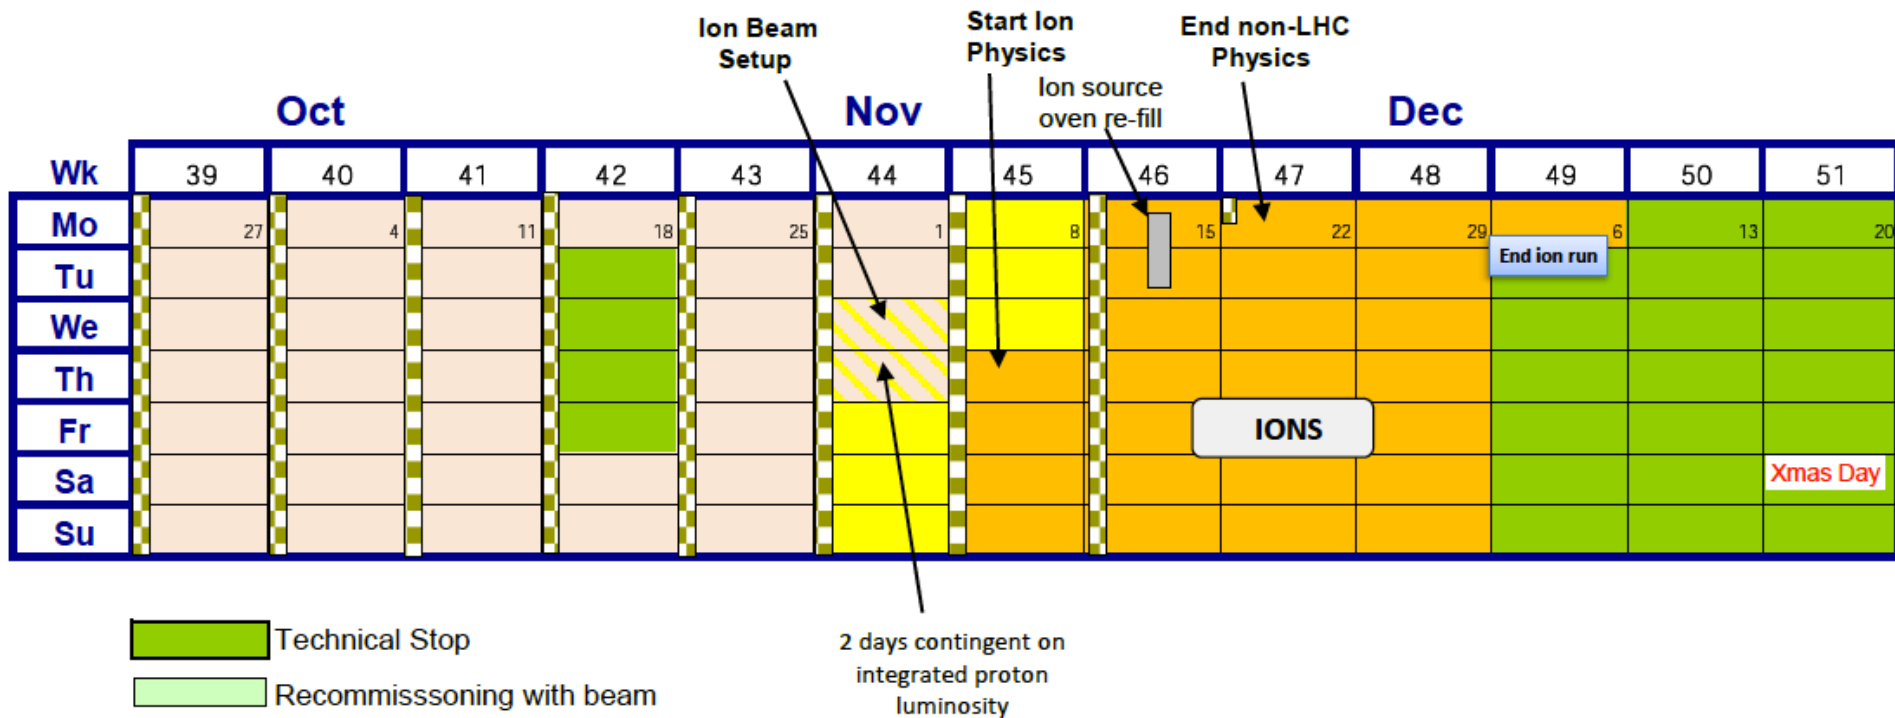 Ion Beam
Setup
Start Ion
Physics
End non-LHC
Physics
Ion source
oven re-fill
Oct Nov Dec
Wk 39 40 41 42 43 44 45 46 47 48 49 50 51
Mo 27 4 11 18 25 1 8 15 22 29 6 13 20
Tu End ion run
We
Th
Fr IONS
Sa Xmas Day
Su
Technical Stop
Recommisssoning with beam
2 days contingent on
integrated proton
luminosity